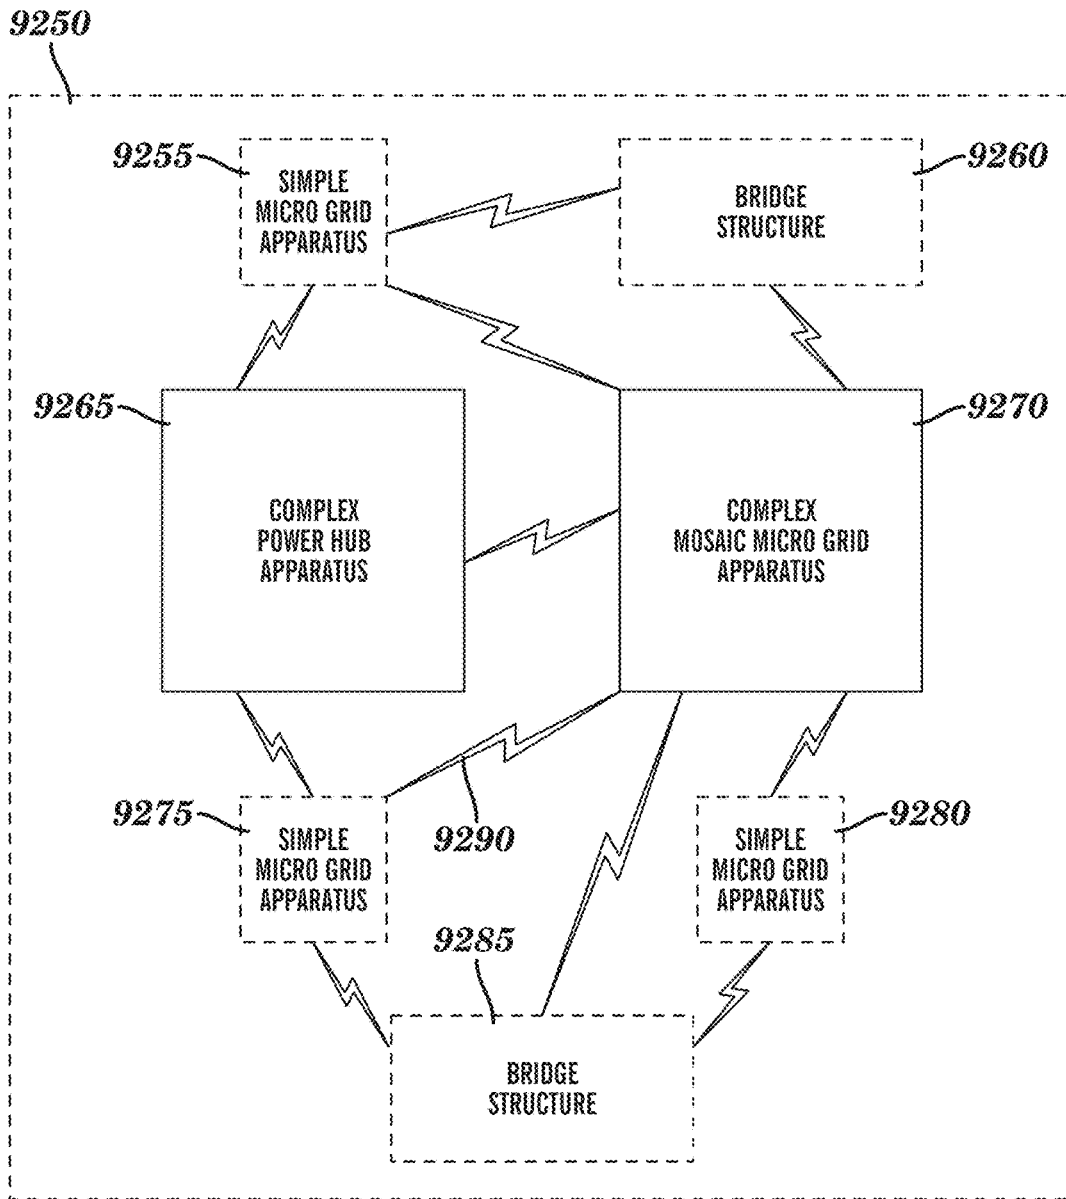 9250
9255
SIMPLE
MICRO GRID
APPARATUS
9260
BRIDGE
STRUCTURE
9265
COMPLEX
POWER HUB
APPARATUS
9270
COMPLEX
MOSAIC MICRO GRID
APPARATUS
9275
SIMPLE
MICRO GRID
APPARATUS
9290
9280
SIMPLE
MICRO GRID
APPARATUS
9285
BRIDGE
STRUCTURE